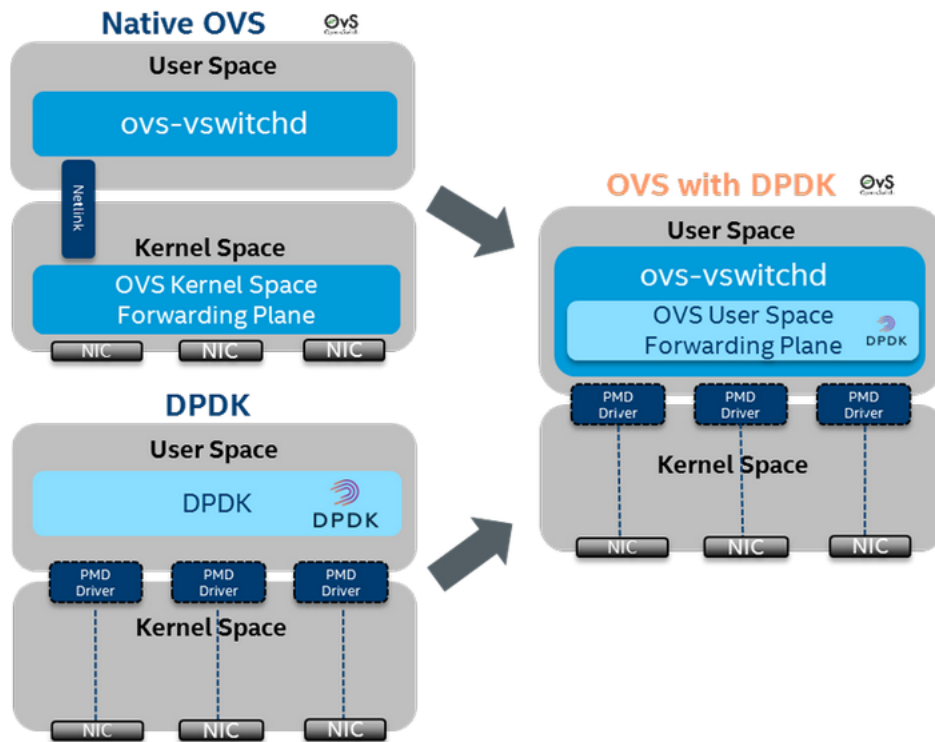 Native OVS
OvS
User Space
ovs-vswitchd
Netlink
Kernel Space
OVS Kernel Space
Forwarding Plane
NIC
NIC
NIC
DPDK
User Space
DPDK
DPDK
PMD
Driver
PMD
Driver
PMD
Driver
Kernel Space
NIC
NIC
NIC
OVS with DPDK
OvS
User Space
ovs-vswitchd
OVS User Space
Forwarding Plane
DPDK
PMD
Driver
PMD
Driver
PMD
Driver
Kernel Space
NIC
NIC
NIC